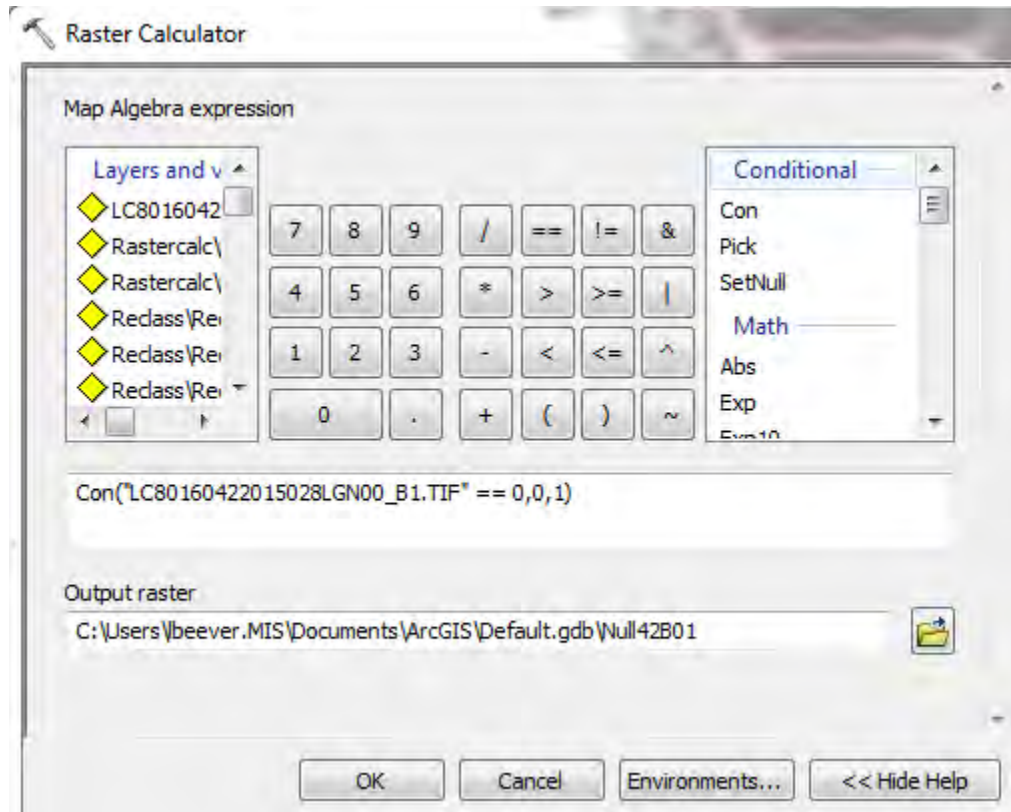 Raster Calculator
Map Algebra expression
Layers and v
LC8016042
Rastercalc\
Rastercalc\
Reclass\Re
Reclass\Re
Reclass\Re
7 8 9 / == != &
4 5 6 * > >= |
1 2 3 - < <= ^
0 . + ( ) ~
Conditional
Con
Pick
SetNull
Math
Abs
Exp
Exp10
Con("LC80160422015028LGN00_B1.TIF" == 0,0,1)
Output raster
C:\Users\lbeever.MIS\Documents\ArcGIS\Default.gdb\Null42B01
OK Cancel Environments... << Hide Help